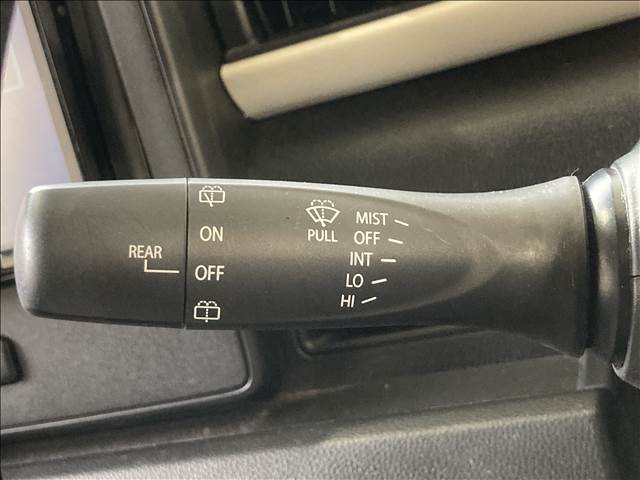 REAR
ON
OFF
PULL
MIST
OFF
INT
LO
HI